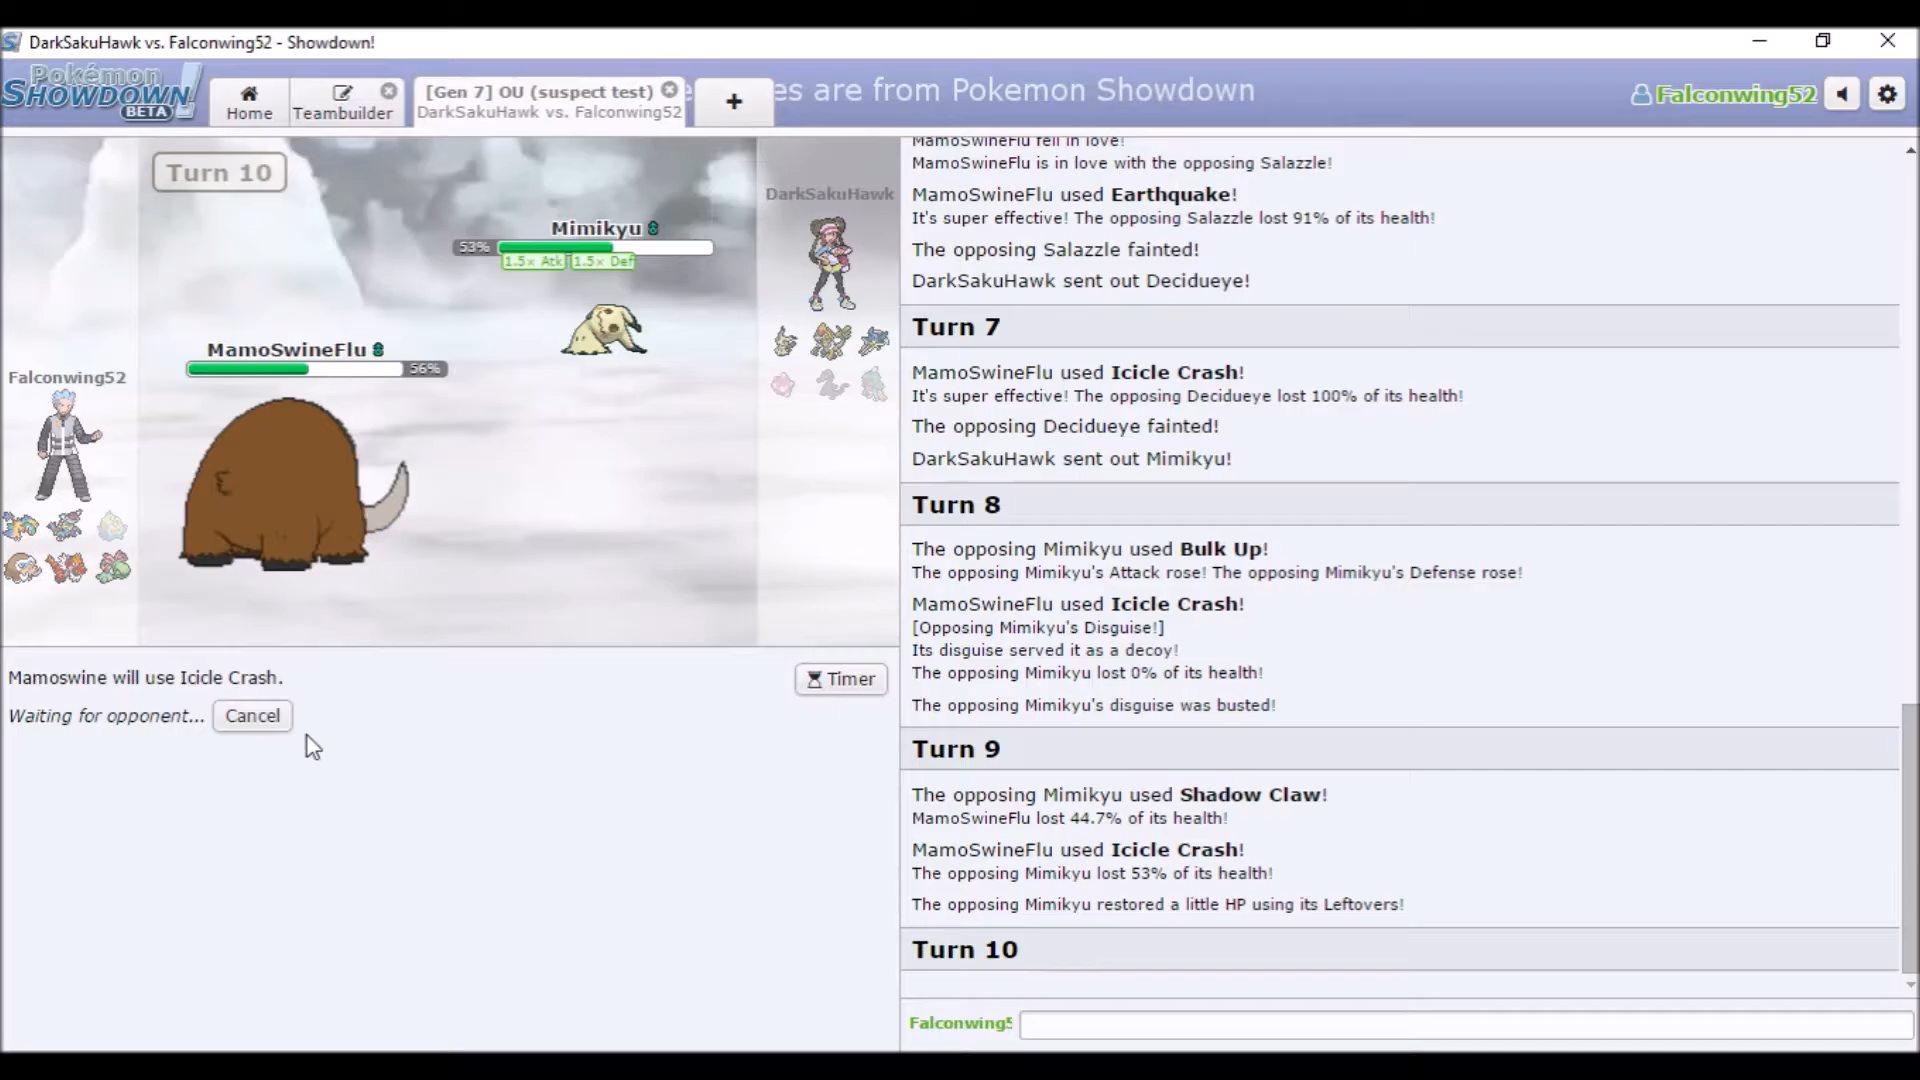 DarkSakuHawk vs. Falconwing52 - Showdown!
Pokémon
SHOWDOWN!
BETA
Home
Teambuilder
[Gen 7] OU (suspect test)
DarkSakuHawk vs. Falconwing52
+
es are from Pokemon Showdown
Falconwing52
Turn 10
DarkSakuHawk
Mimikyu
53%
1.5× Atk
1.5× Def
MamoSwineFlu
56%
Falconwing52
Mamoswine will use Icicle Crash.
Timer
Waiting for opponent...
Cancel
MamoSwineFlu fell in love!
MamoSwineFlu is in love with the opposing Salazzle!
MamoSwineFlu used Earthquake!
It's super effective! The opposing Salazzle lost 91% of its health!
The opposing Salazzle fainted!
DarkSakuHawk sent out Decidueye!
Turn 7
MamoSwineFlu used Icicle Crash!
It's super effective! The opposing Decidueye lost 100% of its health!
The opposing Decidueye fainted!
DarkSakuHawk sent out Mimikyu!
Turn 8
The opposing Mimikyu used Bulk Up!
The opposing Mimikyu's Attack rose! The opposing Mimikyu's Defense rose!
MamoSwineFlu used Icicle Crash!
[Opposing Mimikyu's Disguise!]
Its disguise served it as a decoy!
The opposing Mimikyu lost 0% of its health!
The opposing Mimikyu's disguise was busted!
Turn 9
The opposing Mimikyu used Shadow Claw!
MamoSwineFlu lost 44.7% of its health!
MamoSwineFlu used Icicle Crash!
The opposing Mimikyu lost 53% of its health!
The opposing Mimikyu restored a little HP using its Leftovers!
Turn 10
Falconwing5